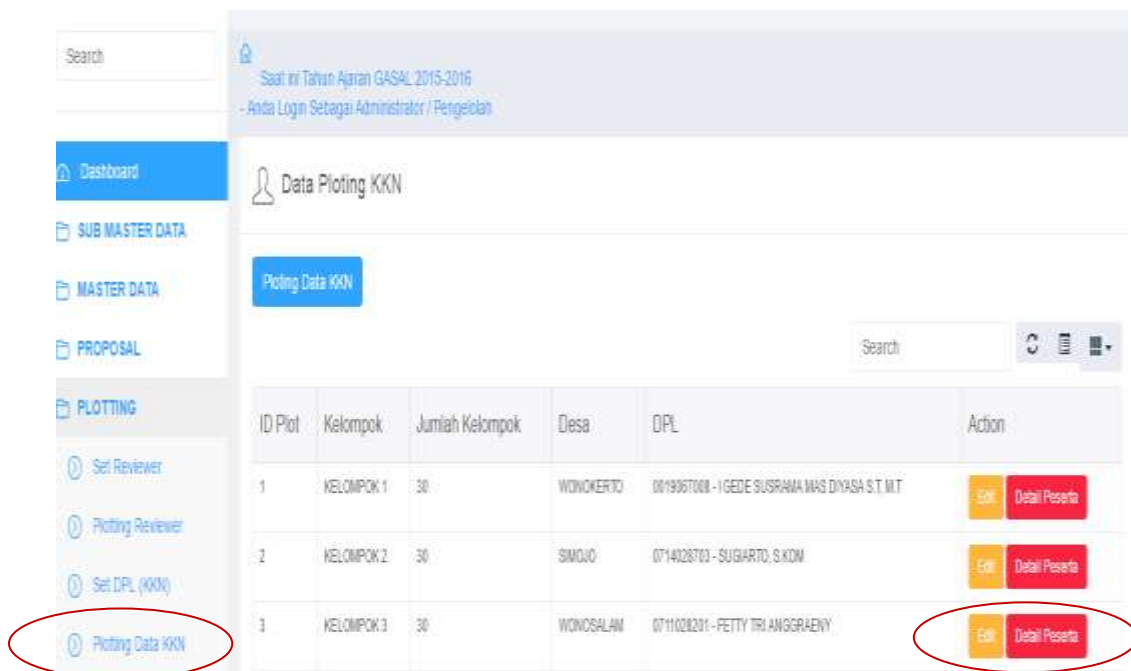 Search
Saat ini Tahun Ajaran GASAL 2015-2016
- Anda Login Sebagai Administrator / Pengelolah
Dashboard
SUB MASTER DATA
MASTER DATA
PROPOSAL
PLOTTING
Set Reviewer
Plotting Reviewer
Set DPL (KKN)
Plotting Data KKN
Data Ploting KKN
Ploting Data KKN
Search
ID Plot Kelompok Jumlah Kelompok Desa DPL Action
1 KELOMPOK 1 30 WONOKERTO 0019067008 - I GEDE SUSRAMA MAS DIYASA S.T, M.T Edit Detail Peserta
2 KELOMPOK 2 30 SIMOJO 0714028703 - SUGIARTO, S.KOM Edit Detail Peserta
3 KELOMPOK 3 30 WONOSALAM 0711028201 - FETTY TRI ANGGRAENY Edit Detail Peserta